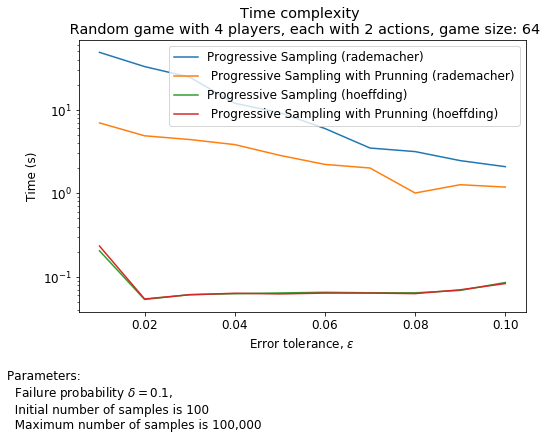 Time complexity
Random game with 4 players, each with 2 actions, game size: 64
Progressive Sampling (rademacher)
Progressive Sampling with Prunning (rademacher)
Progressive Sampling (hoeffding)
Progressive Sampling with Prunning (hoeffding)
Time (s)
10¹
10⁰
10⁻¹
0.02 0.04 0.06 0.08 0.10
Error tolerance, ε
Parameters:
Failure probability δ = 0.1,
Initial number of samples is 100
Maximum number of samples is 100,000